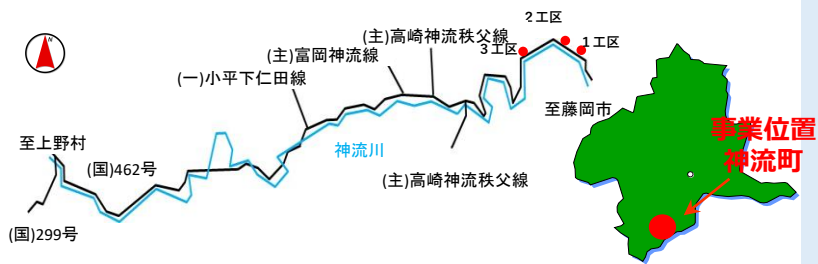 2工区
(主)高崎神流秩父線
1工区
3工区
(主)富岡神流線
(一)小平下仁田線
至藤岡市
事業位置
神流町
至上野村
神流川
(国)462号
(主)高崎神流秩父線
(国)299号